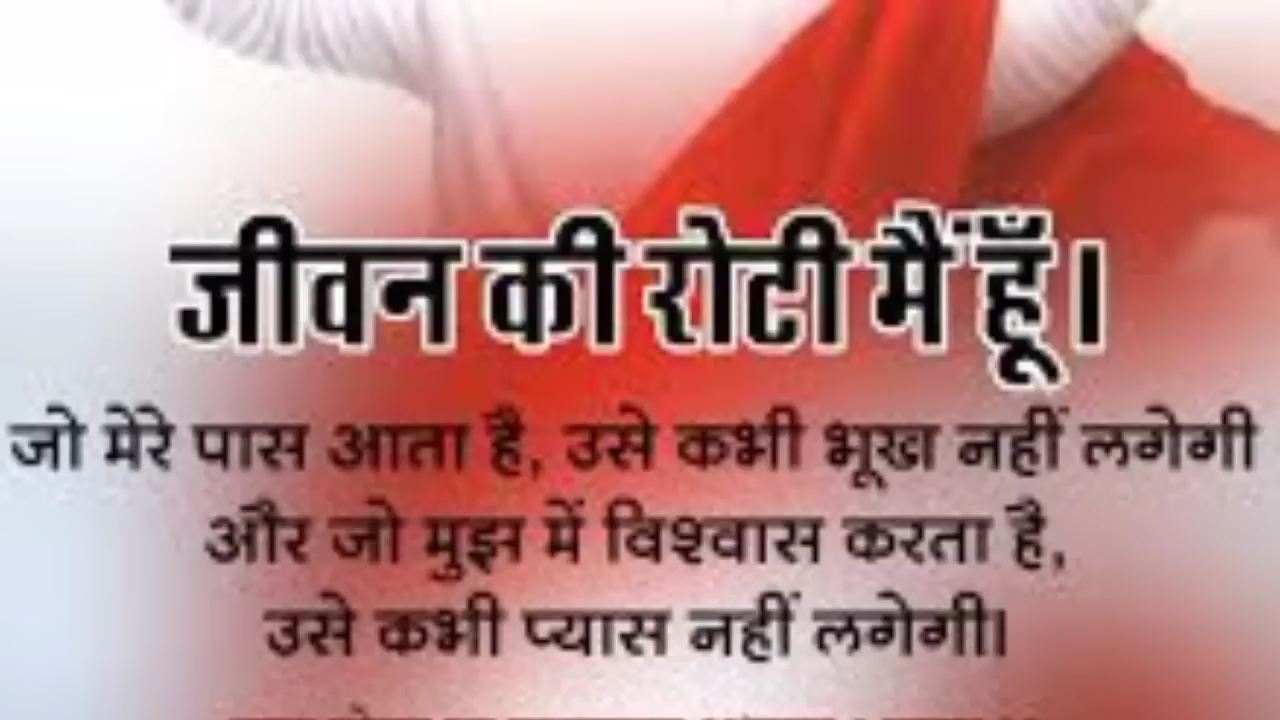 जीवन की रोटी मैं हूँ।
जो मेरे पास आता है, उसे कभी भूख नहीं लगेगी
और जो मुझ में विश्वास करता है,
उसे कभी प्यास नहीं लगेगी।